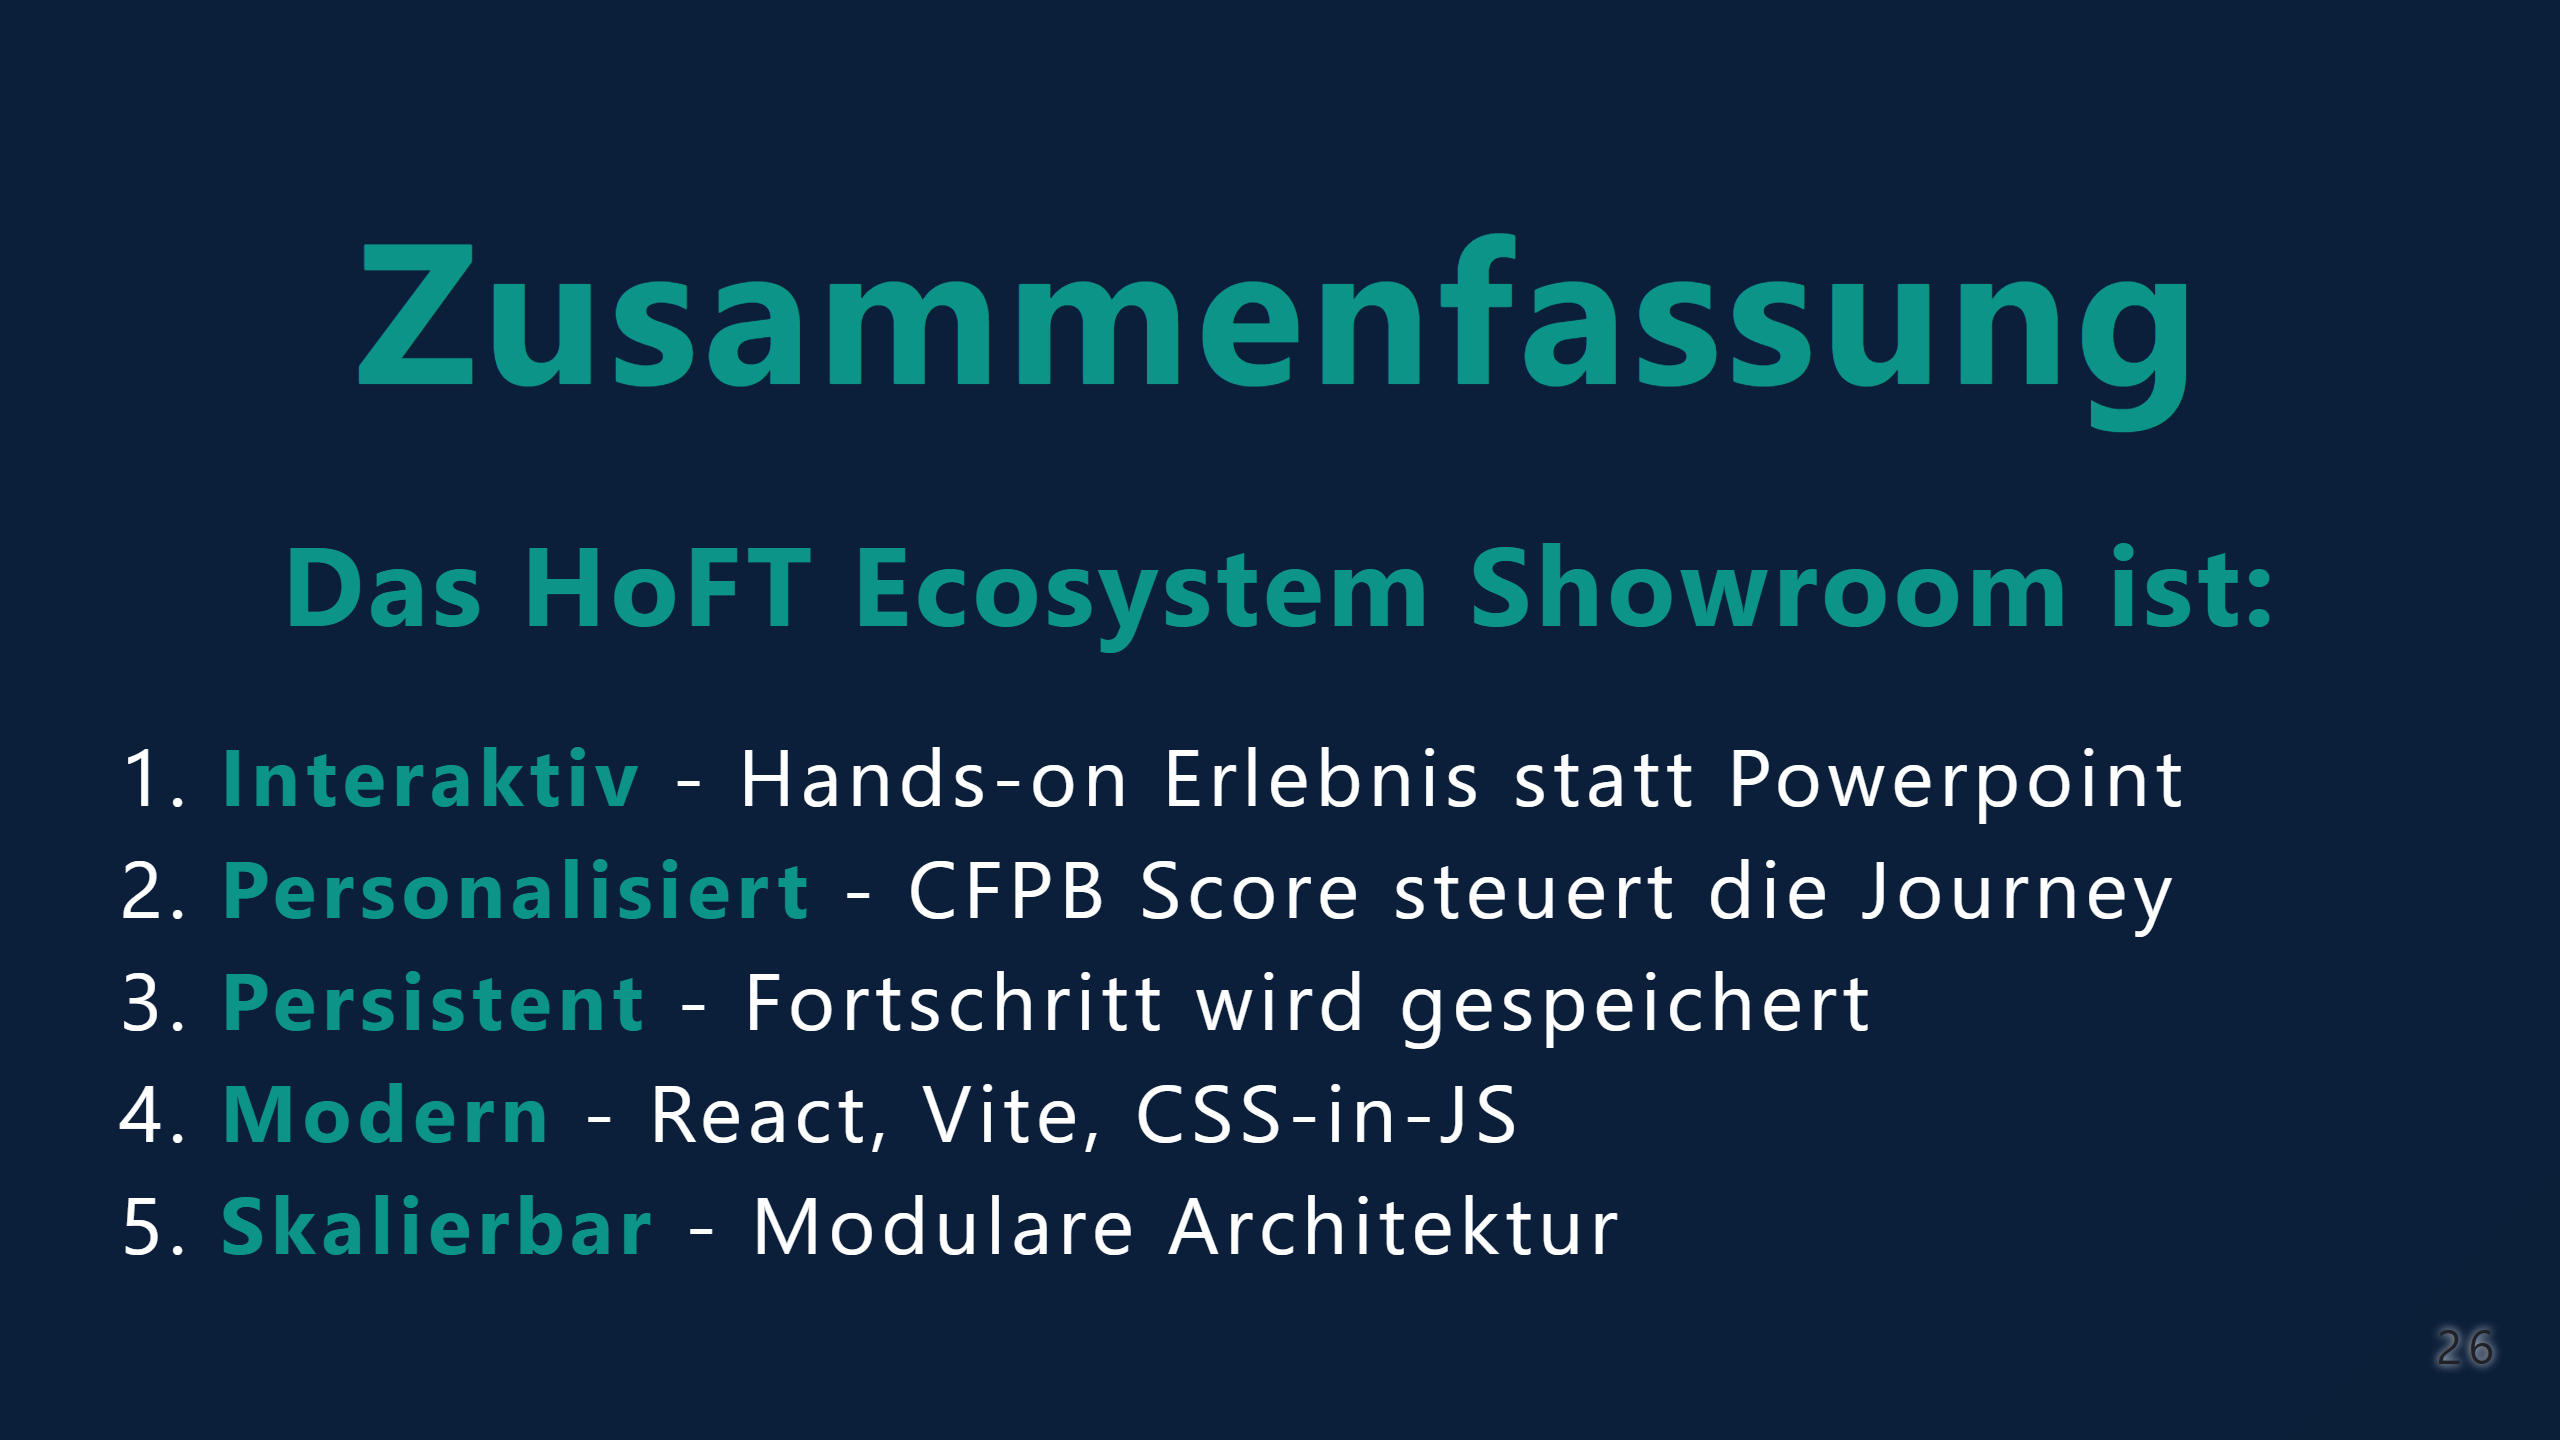 Zusammenfassung
Das HoFT Ecosystem Showroom ist:
1. Interaktiv - Hands-on Erlebnis statt Powerpoint
2. Personalisiert - CFPB Score steuert die Journey
3. Persistent - Fortschritt wird gespeichert
4. Modern - React, Vite, CSS-in-JS
5. Skalierbar - Modulare Architektur
26